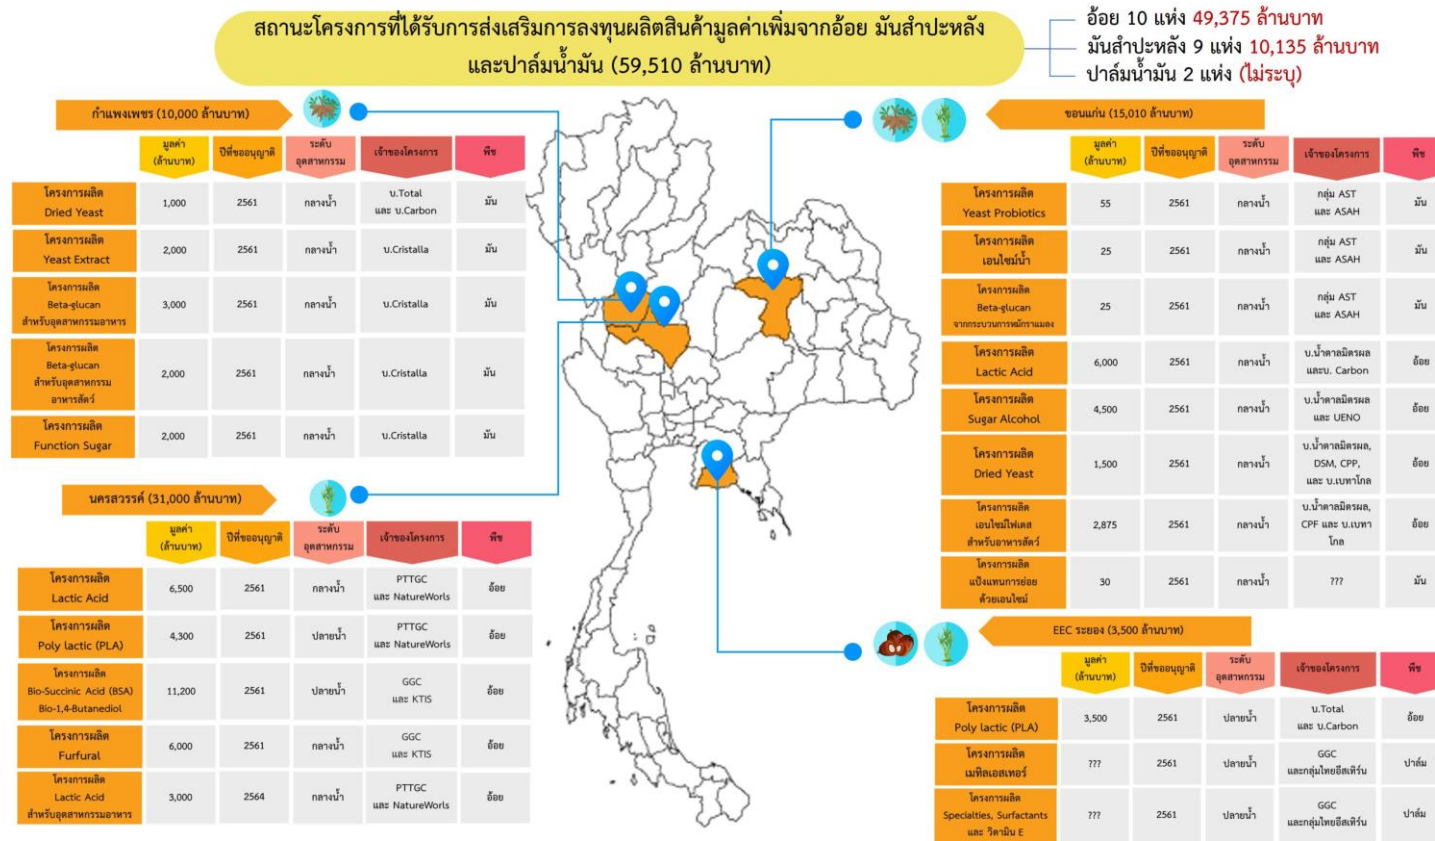 สถานะโครงการที่ได้รับการส่งเสริมการลงทุนผลิตสินค้ามูลค่าเพิ่มจากอ้อย มันสำปะหลัง
และปาล์มน้ำมัน (59,510 ล้านบาท)
อ้อย 10 แห่ง 49,375 ล้านบาท
มันสำปะหลัง 9 แห่ง 10,135 ล้านบาท
ปาล์มน้ำมัน 2 แห่ง (ไม่ระบุ)
กำแพงเพชร (10,000 ล้านบาท)
มูลค่า (ล้านบาท) ปีที่ขออนุญาติ ระดับอุตสาหกรรม เจ้าของโครงการ พืช
โครงการผลิต Dried Yeast 1,000 2561 กลางน้ำ บ.Total และ บ.Carbon มัน
โครงการผลิต Yeast Extract 2,000 2561 กลางน้ำ บ.Cristalla มัน
โครงการผลิต Beta-glucan สำหรับอุตสาหกรรมอาหาร 3,000 2561 กลางน้ำ บ.Cristalla มัน
โครงการผลิต Beta-glucan สำหรับอุตสาหกรรมอาหารสัตว์ 2,000 2561 กลางน้ำ บ.Cristalla มัน
โครงการผลิต Function Sugar 2,000 2561 กลางน้ำ บ.Cristalla มัน
นครสวรรค์ (31,000 ล้านบาท)
มูลค่า (ล้านบาท) ปีที่ขออนุญาติ ระดับอุตสาหกรรม เจ้าของโครงการ พืช
โครงการผลิต Lactic Acid 6,500 2561 กลางน้ำ PTTGC และ NatureWorls อ้อย
โครงการผลิต Poly lactic (PLA) 4,300 2561 ปลายน้ำ PTTGC และ NatureWorls อ้อย
โครงการผลิต Bio-Succinic Acid (BSA) Bio-1,4-Butanediol 11,200 2561 ปลายน้ำ GGC และ KTIS อ้อย
โครงการผลิต Furfural 6,000 2561 กลางน้ำ GGC และ KTIS อ้อย
โครงการผลิต Lactic Acid สำหรับอุตสาหกรรมอาหาร 3,000 2564 กลางน้ำ PTTGC และ NatureWorls อ้อย
ขอนแก่น (15,010 ล้านบาท)
มูลค่า (ล้านบาท) ปีที่ขออนุญาติ ระดับอุตสาหกรรม เจ้าของโครงการ พืช
โครงการผลิต Yeast Probiotics 55 2561 กลางน้ำ กลุ่ม AST และ ASAH มัน
โครงการผลิต เอนไซม์น้ำ 25 2561 กลางน้ำ กลุ่ม AST และ ASAH มัน
โครงการผลิต Beta-glucan จากกระบวนการหมักราแมลง 25 2561 กลางน้ำ กลุ่ม AST และ ASAH มัน
โครงการผลิต Lactic Acid 6,000 2561 กลางน้ำ บ.น้ำตาลมิตรผล และบ. Carbon อ้อย
โครงการผลิต Sugar Alcohol 4,500 2561 กลางน้ำ บ.น้ำตาลมิตรผล และ UENO อ้อย
โครงการผลิต Dried Yeast 1,500 2561 กลางน้ำ บ.น้ำตาลมิตรผล, DSM, CPP, และ บ.เบทาโกล อ้อย
โครงการผลิต เอนไซม์ไฟเตส สำหรับอาหารสัตว์ 2,875 2561 กลางน้ำ บ.น้ำตาลมิตรผล, CPF และ บ.เบทาโกล อ้อย
โครงการผลิต แป้งแทนการย่อยด้วยเอนไซม์ 30 2561 กลางน้ำ ??? มัน
EEC ระยอง (3,500 ล้านบาท)
มูลค่า (ล้านบาท) ปีที่ขออนุญาติ ระดับอุตสาหกรรม เจ้าของโครงการ พืช
โครงการผลิต Poly lactic (PLA) 3,500 2561 ปลายน้ำ บ.Total และ บ.Carbon อ้อย
โครงการผลิต เมทิลเอสเทอร์ ??? 2561 ปลายน้ำ GGC และกลุ่มไทยอีสเทิร์น ปาล์ม
โครงการผลิต Specialties, Surfactants และ วิตามิน E ??? 2561 ปลายน้ำ GGC และกลุ่มไทยอีสเทิร์น ปาล์ม